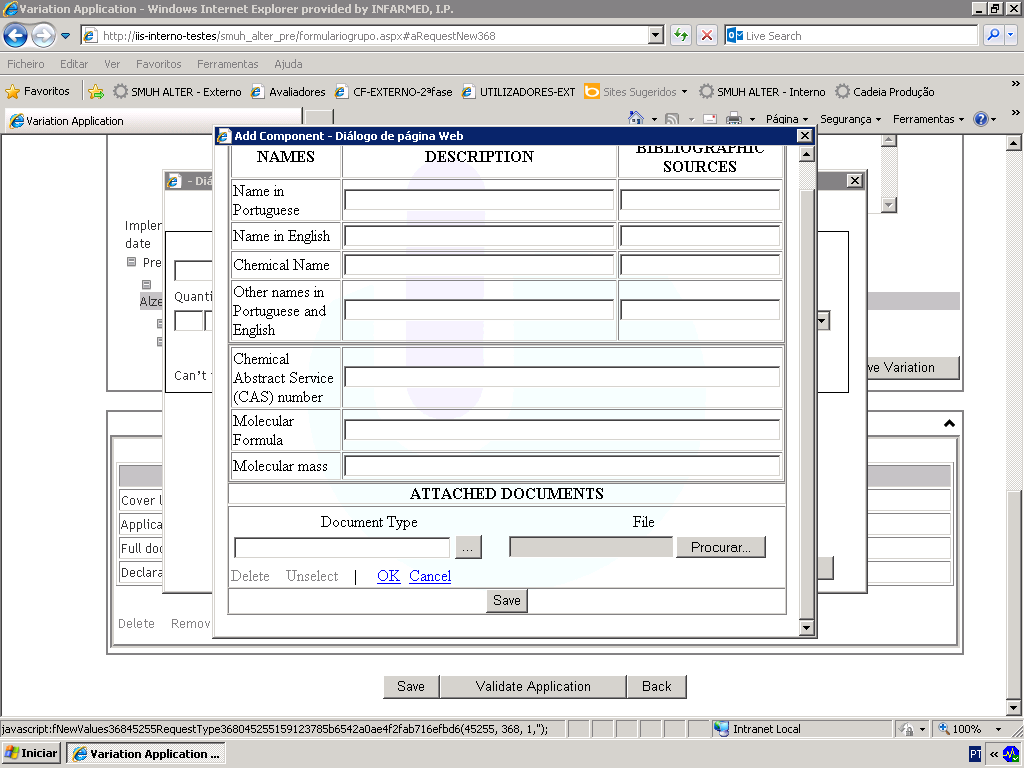 Variation Application - Windows Internet Explorer provided by INFARMED, I.P.
http://iis-interno-testes/smuh_alter_pre/formulariogrupo.aspx#aRequestNew368
Live Search
Ficheiro Editar Ver Favoritos Ferramentas Ajuda
Favoritos SMUH ALTER - Externo Avaliadores CF-EXTERNO-2ªfase UTILIZADORES-EXT Sites Sugeridos SMUH ALTER - Interno Cadeia Produção »
Variation Application Página Segurança Ferramentas »
Add Component - Diálogo de página Web
NAMES DESCRIPTION BIBLIOGRAPHIC
SOURCES
- Diá
Name in
Portuguese
Name in English
Chemical Name
Other names in
Portuguese and
English
Chemical
Abstract Service
(CAS) number
Molecular
Formula
Molecular mass
ATTACHED DOCUMENTS
Document Type File
... Procurar...
Delete Unselect | OK Cancel
Save
Implem
date
Pre
Alze
Quanti
Can't
ve Variation
Cover L
Applica
Full doc
Declara
Delete Remov
Save Validate Application Back
javascript:fNewValues36845255RequestType368045255159123785b6542a0ae4f2fab716efbd6(45255, 368, 1,'');
Intranet Local 100%
Iniciar Variation Application ... PT «